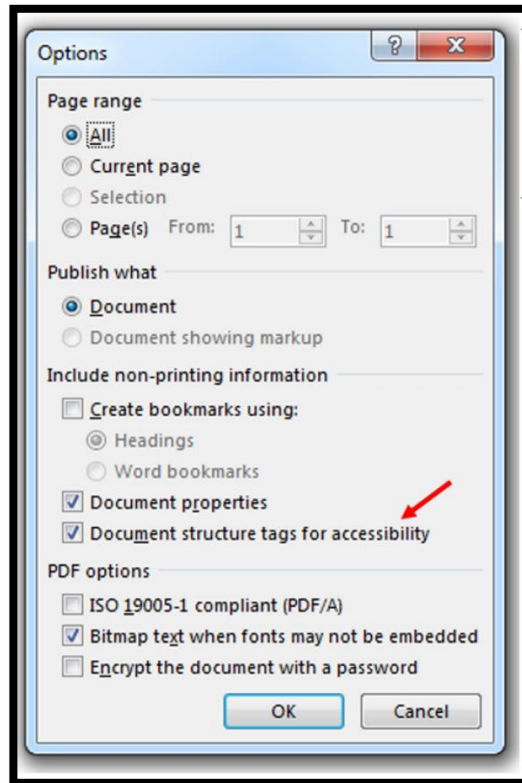 Options
Page range
All
Current page
Selection
Page(s) From: 1 To: 1
Publish what
Document
Document showing markup
Include non-printing information
Create bookmarks using:
Headings
Word bookmarks
Document properties
Document structure tags for accessibility
PDF options
ISO 19005-1 compliant (PDF/A)
Bitmap text when fonts may not be embedded
Encrypt the document with a password
OK Cancel